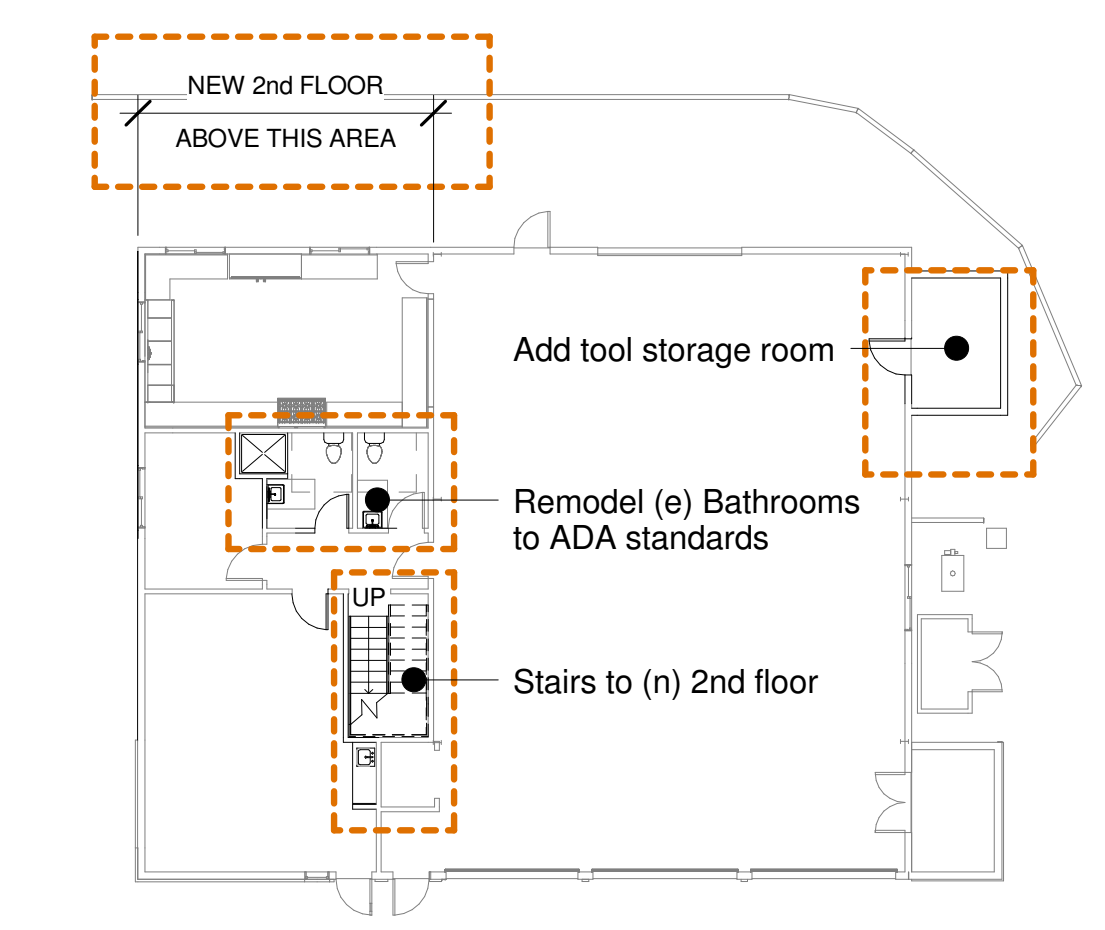 NEW 2nd FLOOR
ABOVE THIS AREA
Add tool storage room
Remodel (e) Bathrooms
to ADA standards
UP
Stairs to (n) 2nd floor